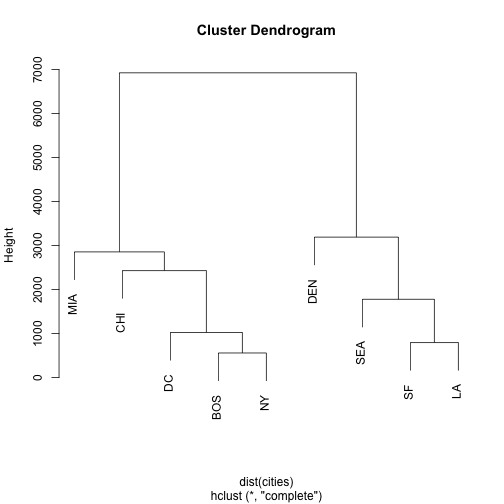 Cluster Dendrogram
Height
7000
6000
5000
4000
3000
2000
1000
0
MIA
CHI
DC
BOS
NY
DEN
SEA
SF
LA
dist(cities)
hclust (*, "complete")